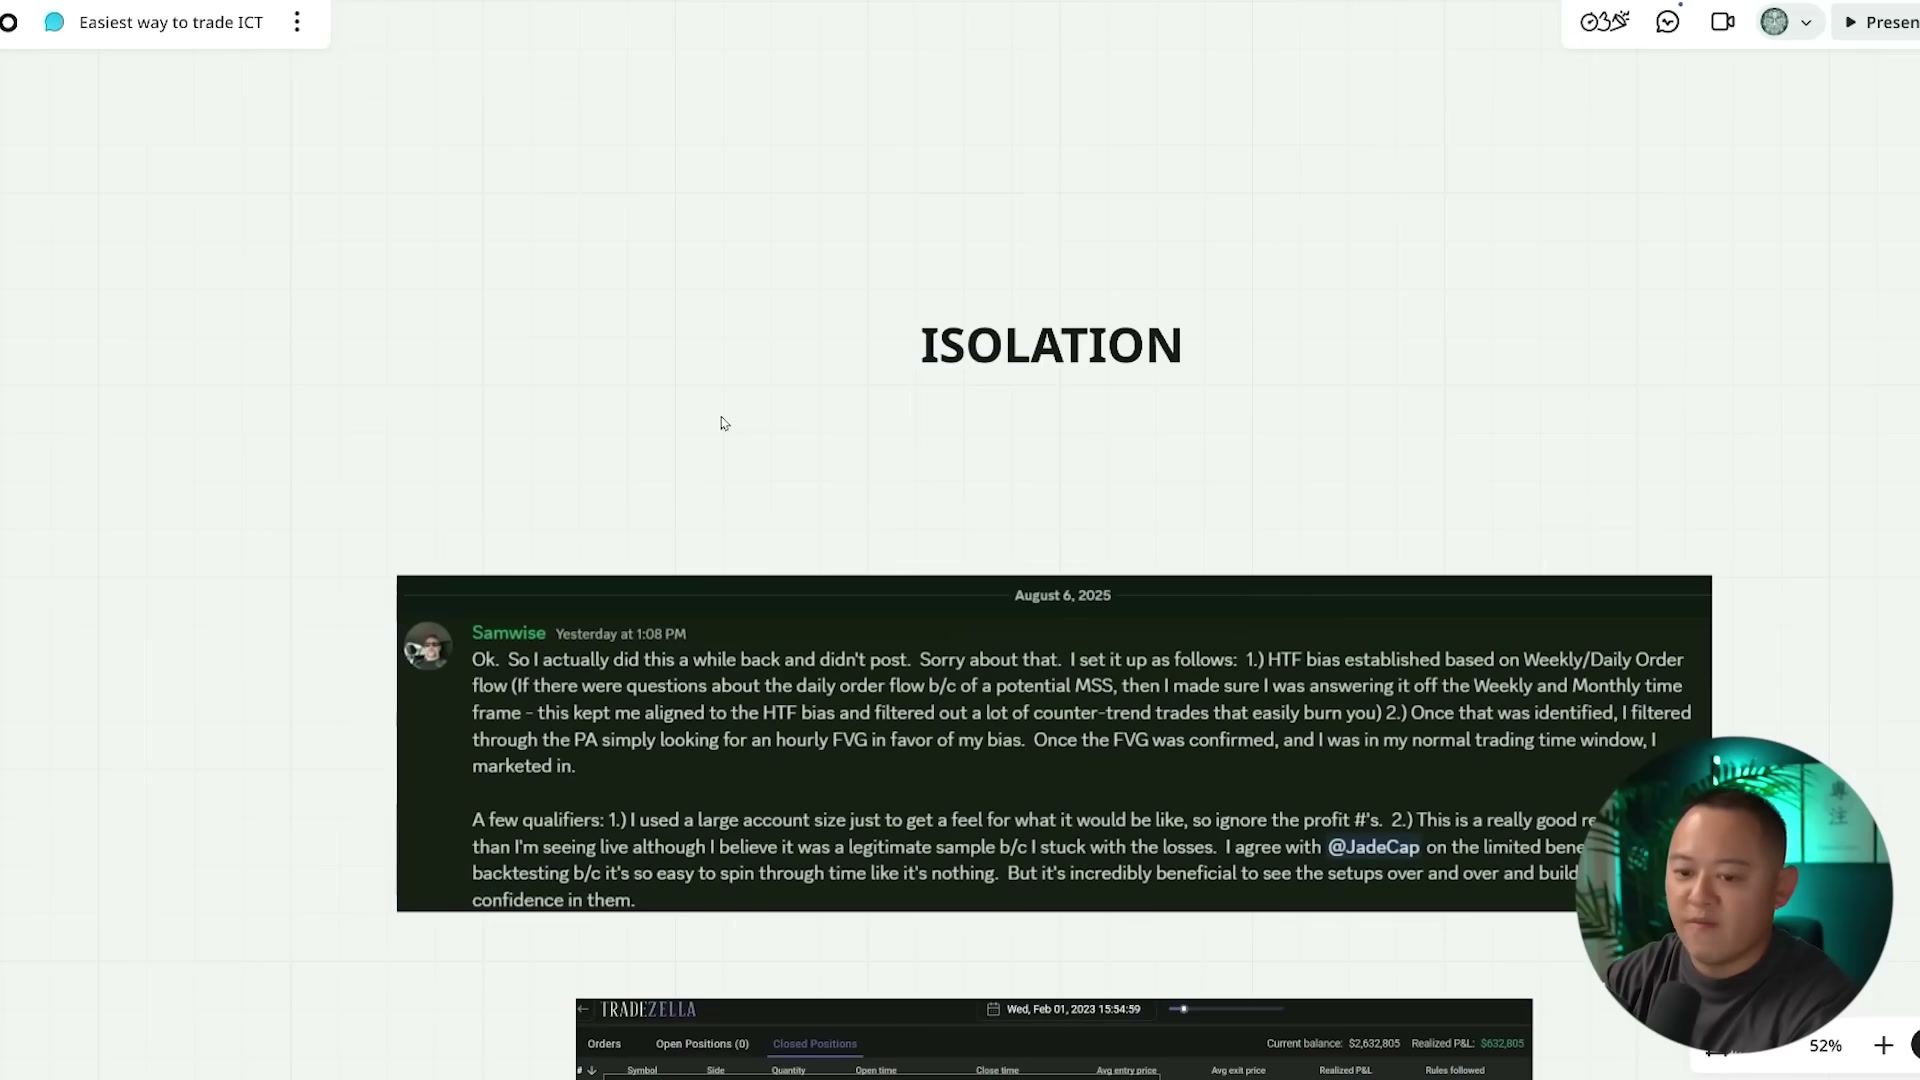 Easiest way to trade ICT
Presen
ISOLATION
August 6, 2025
Samwise Yesterday at 1:08 PM
Ok. So I actually did this a while back and didn't post. Sorry about that. I set it up as follows: 1.) HTF bias established based on Weekly/Daily Order
flow (If there were questions about the daily order flow b/c of a potential MSS, then I made sure I was answering it off the Weekly and Monthly time
frame - this kept me aligned to the HTF bias and filtered out a lot of counter-trend trades that easily burn you) 2.) Once that was identified, I filtered
through the PA simply looking for an hourly FVG in favor of my bias. Once the FVG was confirmed, and I was in my normal trading time window, I
marketed in.
A few qualifiers: 1.) I used a large account size just to get a feel for what it would be like, so ignore the profit #'s. 2.) This is a really good re
than I'm seeing live although I believe it was a legitimate sample b/c I stuck with the losses. I agree with @JadeCap on the limited bene
backtesting b/c it's so easy to spin through time like it's nothing. But it's incredibly beneficial to see the setups over and over and build
confidence in them.
TRADEZELLA Wed, Feb 01, 2023 15:54:59
Orders Open Positions (0) Closed Positions Current balance: $2,632,805 Realized P&L: $632,805
# Symbol Side Quantity Open time Close time Avg entry price Avg exit price Realized P&L Rules followed
52%